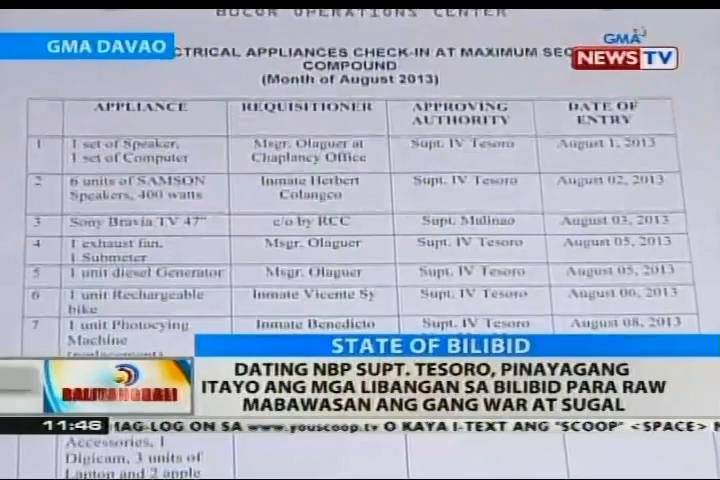 BUCOR OPERATIONS CENTER
GMA DAVAO
CTRICAL APPLIANCES CHECK-IN AT MAXIMUM SEC
COMPOUND
(Month of August 2013)
GMA
NEWS TV
APPLIANCE REQUISITIONER APPROVING AUTHORITY DATE OF ENTRY
1 1 set of Speaker, 1 set of Computer Msgr. Olaguer at Chaplancy Office Supt. IV Tesoro August 1, 2013
2 6 units of SAMSON Speakers, 400 watts Inmate Herbert Colangco Supt. IV Tesoro August 02, 2013
3 Sony Bravia TV 47" c/o by RCC Supt. Mulinao August 03, 2013
4 1 exhaust fan, 1 Submeter Msgr. Olaguer Supt. IV Tesoro August 05, 2013
5 1 unit diesel Generator Msgr. Olaguer Supt. IV Tesoro August 05, 2013
6 1 unit Rechargeable bike Inmate Vicente Sy Supt. IV Tesoro August 06, 2013
7 1 unit Photocying Machine Inmate Benedicto Supt. IV Tesoro August 08, 2013
STATE OF BILIBID
BALITANGHALI
DATING NBP SUPT. TESORO, PINAYAGANG
ITAYO ANG MGA LIBANGAN SA BILIBID PARA RAW
MABAWASAN ANG GANG WAR AT SUGAL
11:46 MAG-LOG ON SA www.youscoop.tv O KAYA I-TEXT ANG "SCOOP" <SPACE>
Accessories, 1
Digicam, 3 units of
Laptop and 2 apple